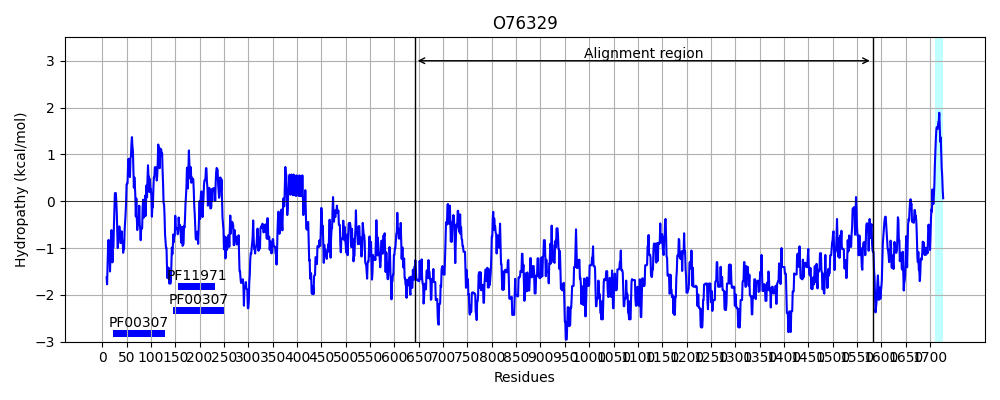 O76329
Alignment region
PF11971
PF00307
PF00307
3
2
1
0
−1
−2
−3
Hydropathy (kcal/mol)
0 50 100 150 200 250 300 350 400 450 500 550 600 650 700 750 800 850 900 950 1000 1050 1100 1150 1200 1250 1300 1350 1400 1450 1500 1550 1600 1650 1700
Residues